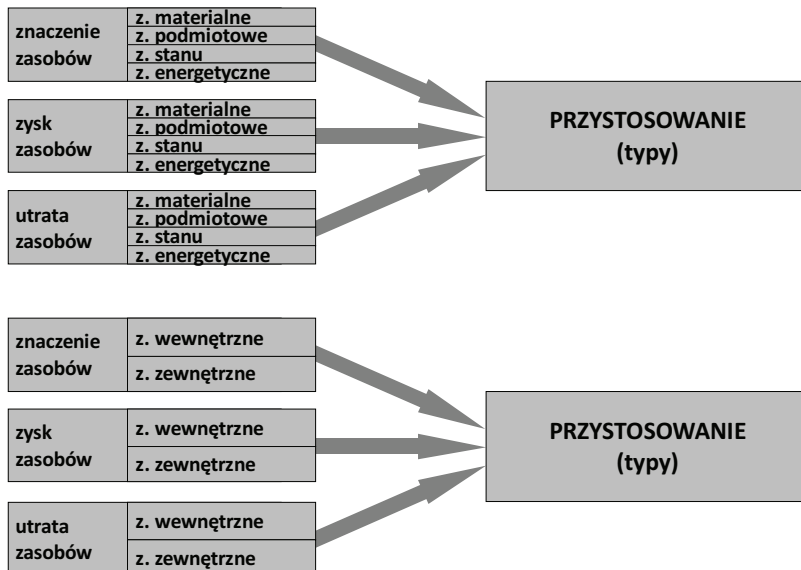 znaczenie
zasobów
z. materialne
z. podmiotowe
z. stanu
z. energetyczne
zysk
zasobów
z. materialne
z. podmiotowe
z. stanu
z. energetyczne
utrata
zasobów
z. materialne
z. podmiotowe
z. stanu
z. energetyczne
PRZYSTOSOWANIE
(typy)
znaczenie
zasobów
z. wewnętrzne
z. zewnętrzne
zysk
zasobów
z. wewnętrzne
z. zewnętrzne
utrata
zasobów
z. wewnętrzne
z. zewnętrzne
PRZYSTOSOWANIE
(typy)